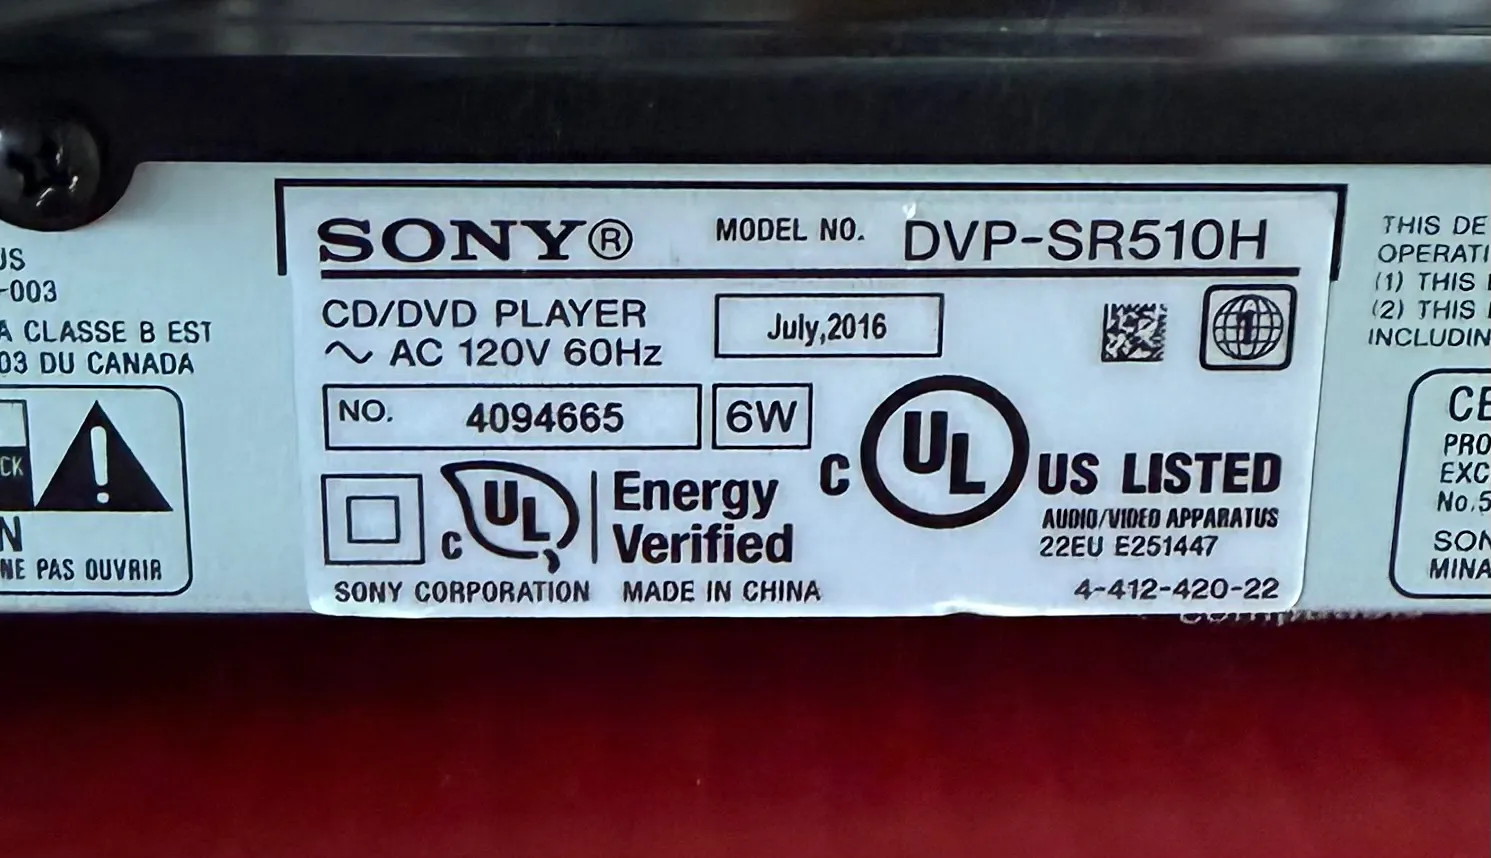 SONY® MODEL NO. DVP-SR510H
CD/DVD PLAYER
July,2016
~ AC 120V 60Hz
NO. 4094665
6W
C UL US LISTED
AUDIO/VIDEO APPARATUS
22EU E251447
C UL Energy
Verified
SONY CORPORATION MADE IN CHINA
4-412-420-22
-003
A CLASSE B EST
03 DU CANADA
NE PAS OUVRIR
THIS DE
OPERATI
(1) THIS
(2) THIS
INCLUDIN
CE
PRO
EXC
No.5
SON
MINA